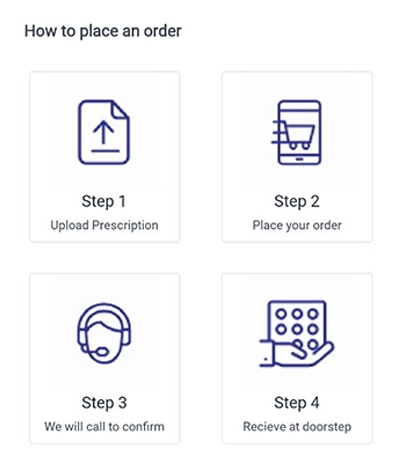 How to place an order
Step 1
Upload Prescription
Step 2
Place your order
Step 3
We will call to confirm
Step 4
Recieve at doorstep